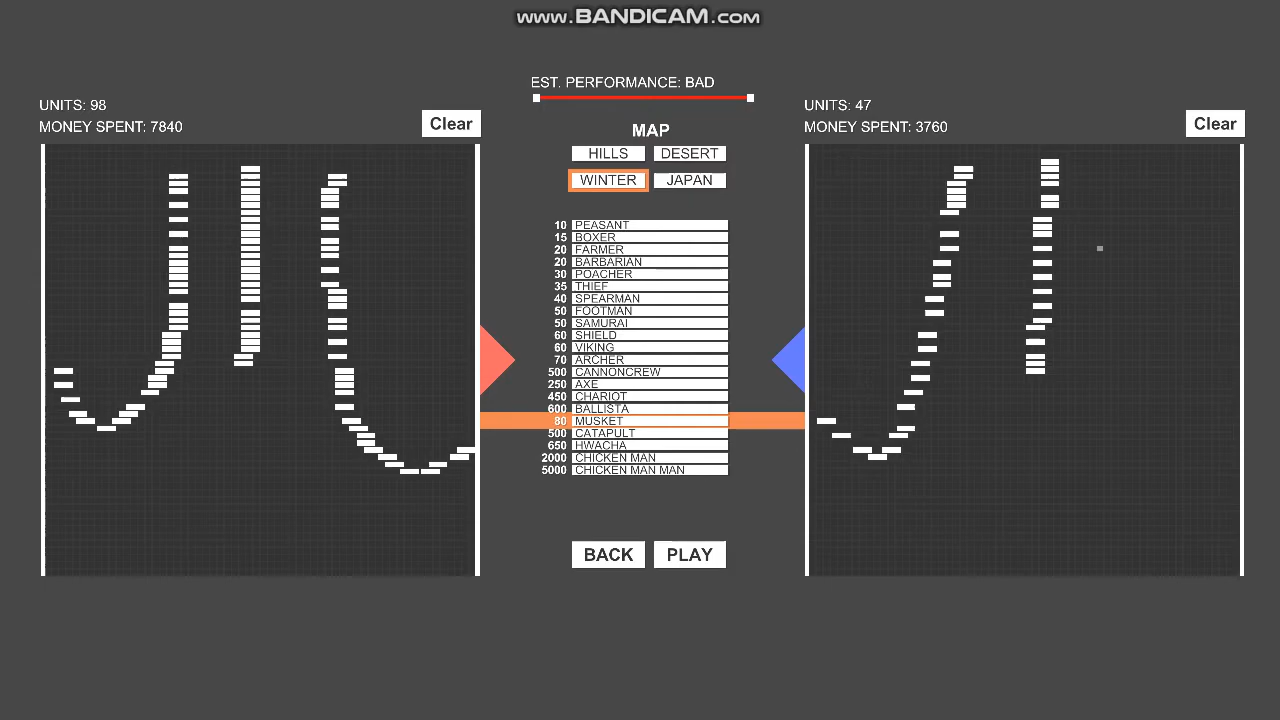 www.BANDICAM.com
EST. PERFORMANCE: BAD
UNITS: 98
MONEY SPENT: 7840
Clear
UNITS: 47
MONEY SPENT: 3760
Clear
MAP
HILLS
DESERT
WINTER
JAPAN
10 PEASANT
15 BOXER
20 FARMER
20 BARBARIAN
30 POACHER
35 THIEF
40 SPEARMAN
50 FOOTMAN
50 SAMURAI
60 SHIELD
60 VIKING
70 ARCHER
500 CANNONCREW
250 AXE
450 CHARIOT
600 BALLISTA
80 MUSKET
500 CATAPULT
650 HWACHA
2000 CHICKEN MAN
5000 CHICKEN MAN MAN
BACK
PLAY